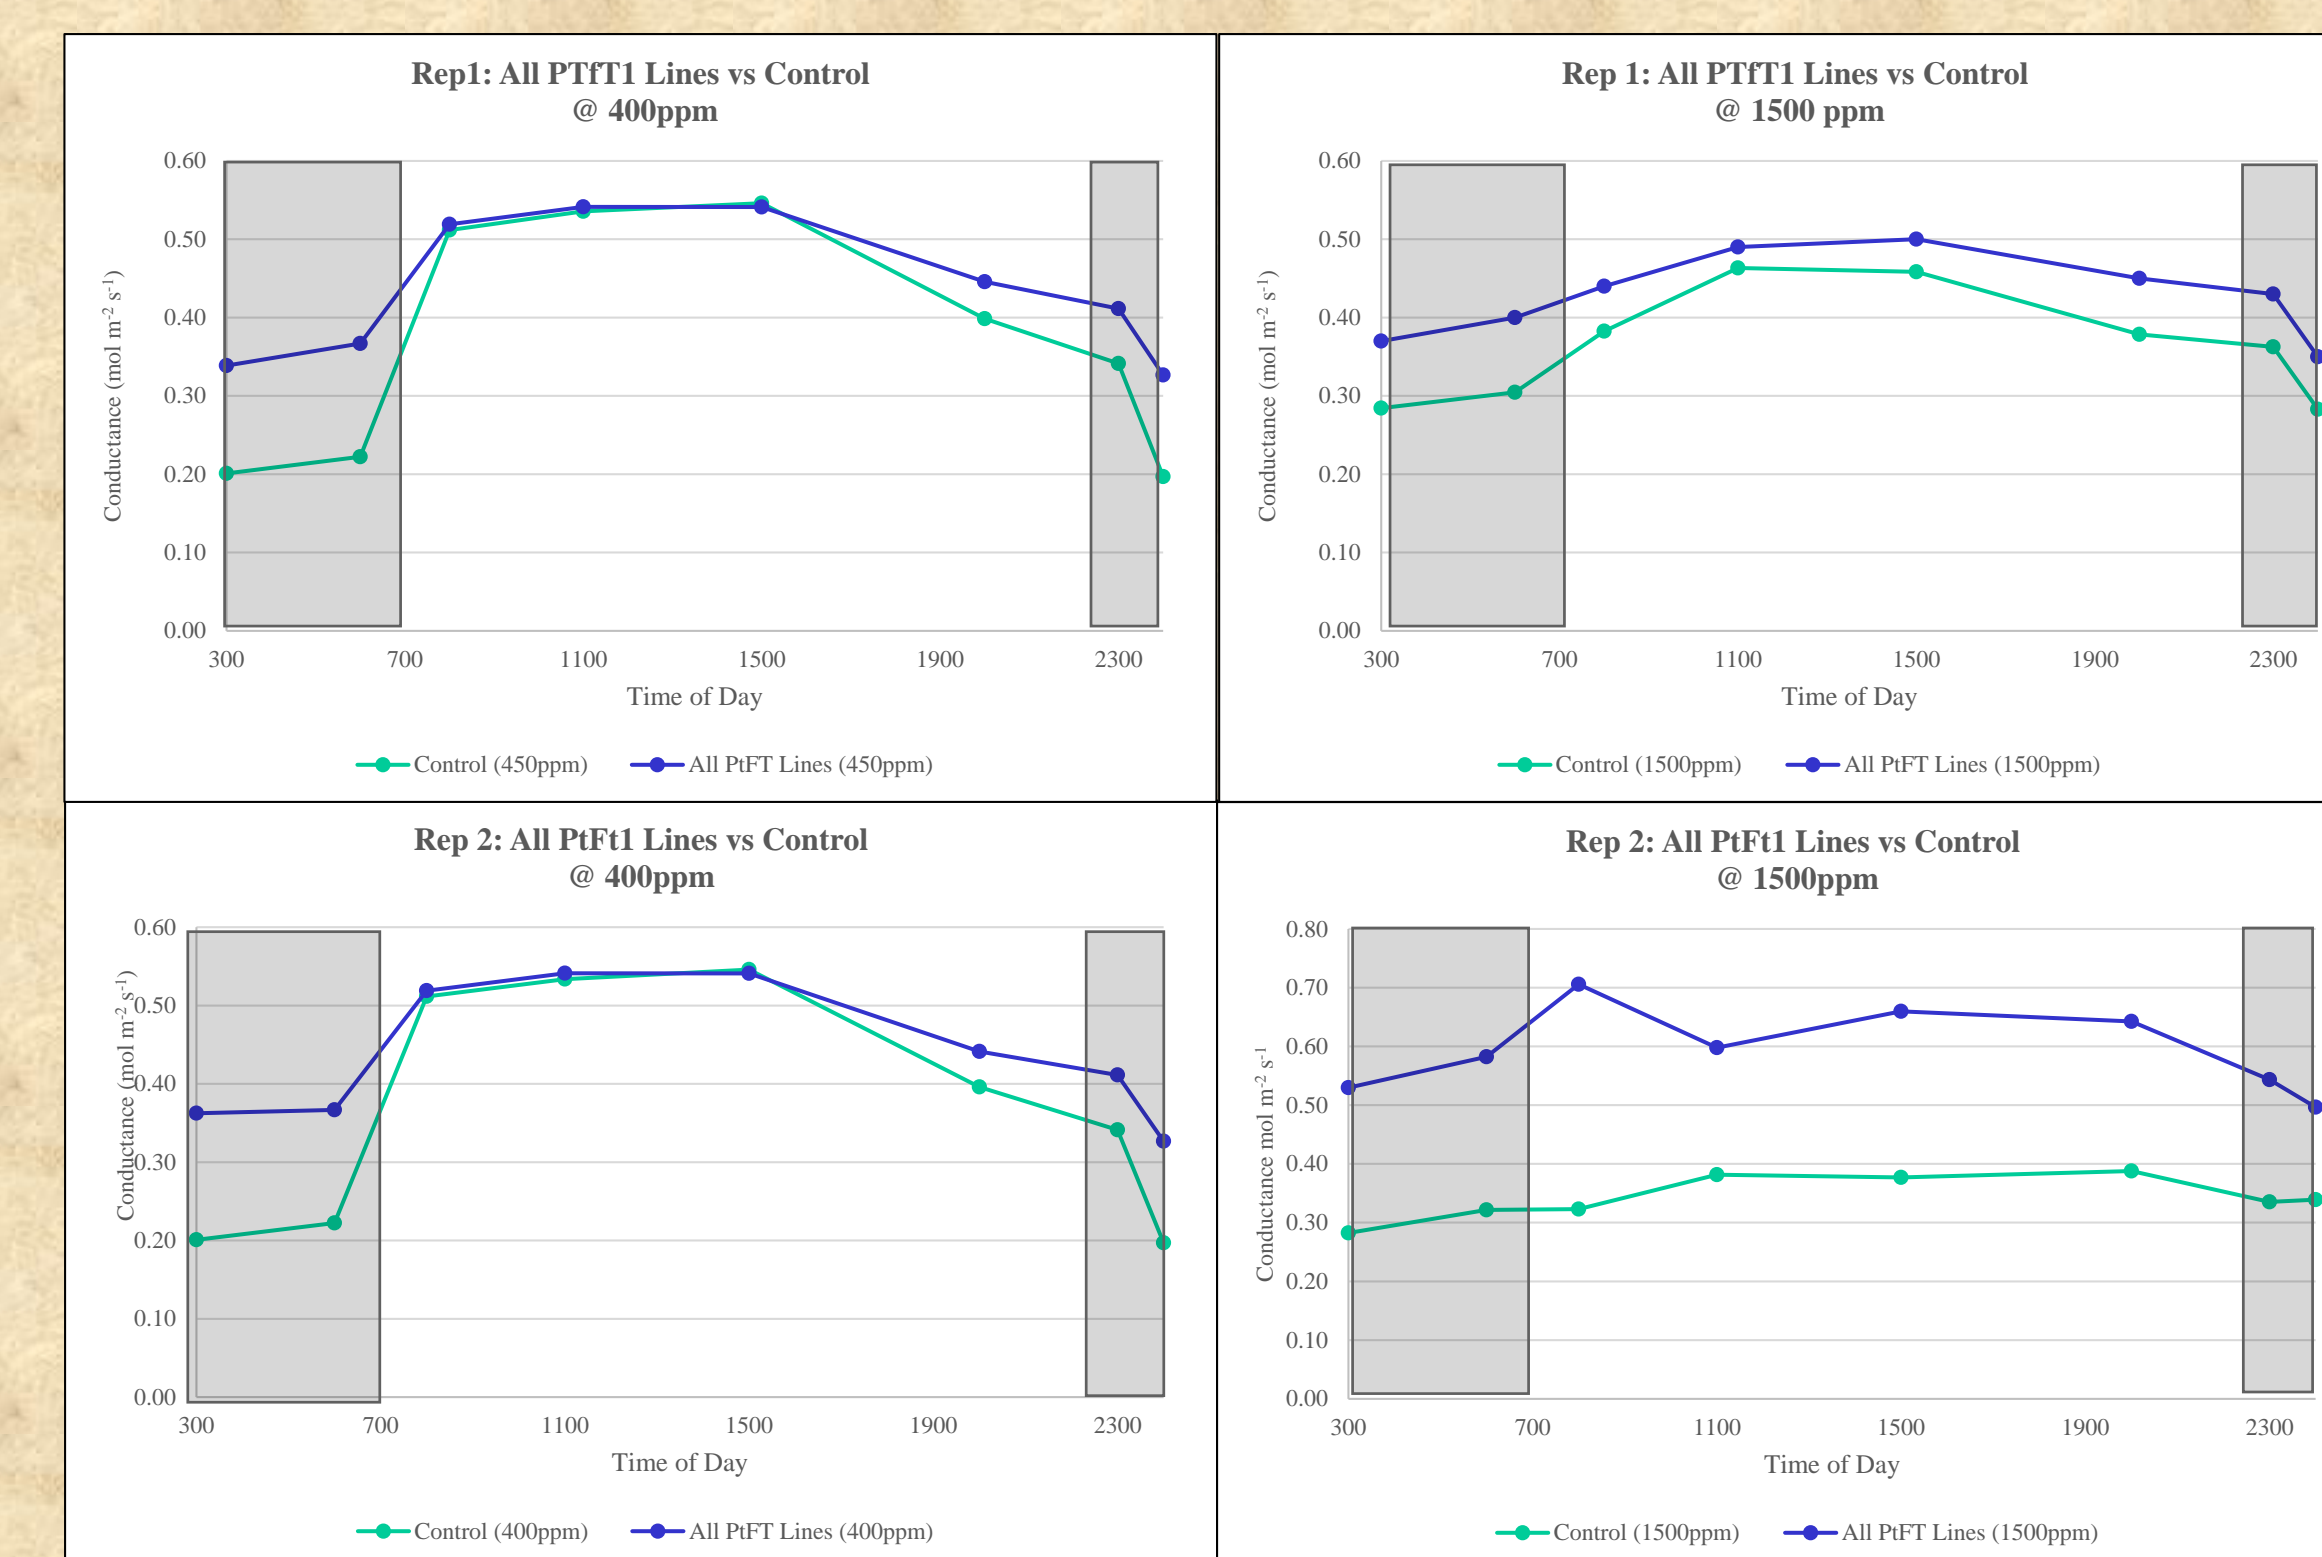 Rep1: All PTfT1 Lines vs Control
@ 400ppm
0.60
0.50
0.40
0.30
0.20
0.10
0.00
Conductance (mol m-2 s-1)
300 700 1100 1500 1900 2300
Time of Day
Control (450ppm) All PtFT Lines (450ppm)
Rep 1: All PTfT1 Lines vs Control
@ 1500 ppm
0.60
0.50
0.40
0.30
0.20
0.10
0.00
Conductance (mol m-2 s-1)
300 700 1100 1500 1900 2300
Time of Day
Control (1500ppm) All PtFT Lines (1500ppm)
Rep 2: All PtFt1 Lines vs Control
@ 400ppm
0.60
0.50
0.40
0.30
0.20
0.10
0.00
Conductance (mol m-2 s-1)
300 700 1100 1500 1900 2300
Time of Day
Control (400ppm) All PtFT Lines (400ppm)
Rep 2: All PtFt1 Lines vs Control
@ 1500ppm
0.80
0.70
0.60
0.50
0.40
0.30
0.20
0.10
0.00
Conductance mol m-2 s-1
300 700 1100 1500 1900 2300
Time of Day
Control (1500ppm) All PtFT Lines (1500ppm)